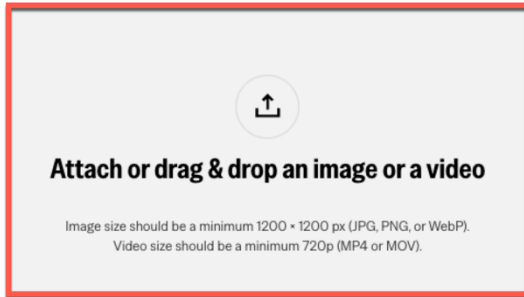 Attach or drag & drop an image or a video
Image size should be a minimum 1200 × 1200 px (JPG, PNG, or WebP).
Video size should be a minimum 720p (MP4 or MOV).